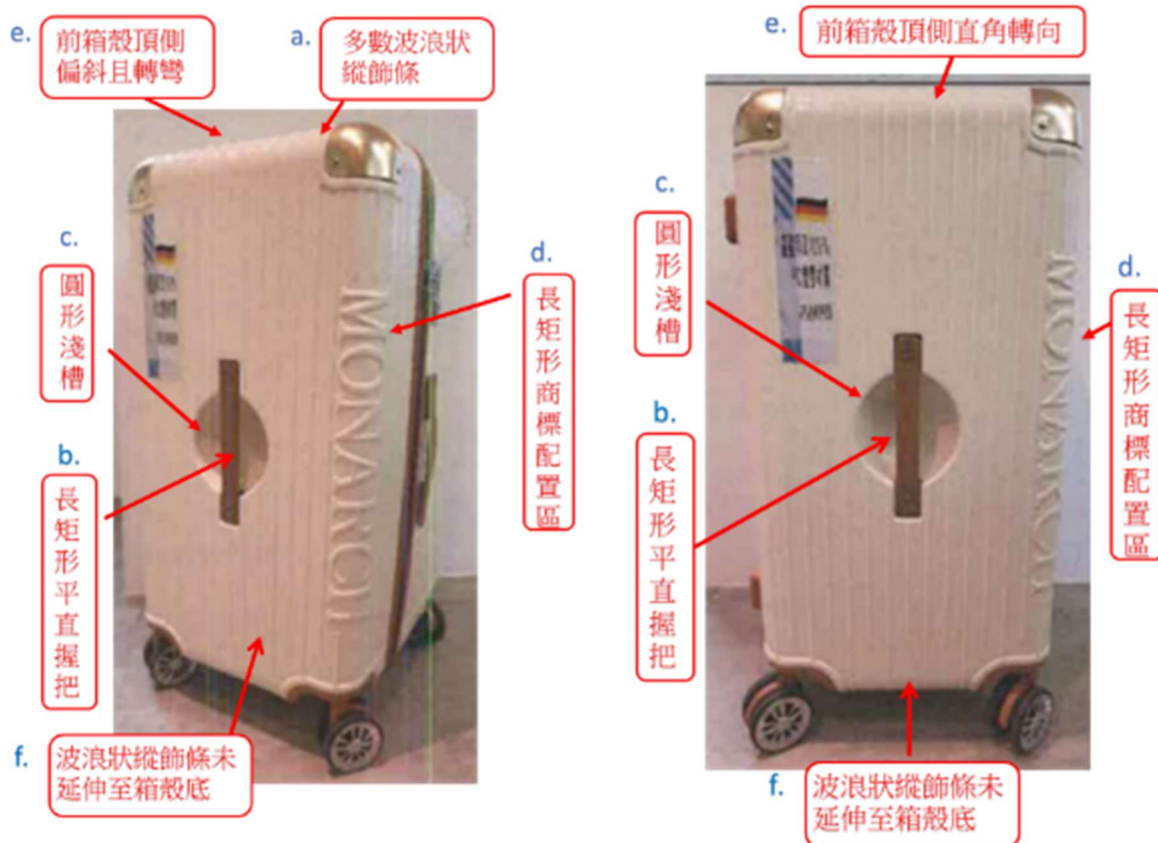 e.
前箱殼頂側
偏斜且轉彎
a.
多數波浪狀
縱飾條
c.
圓形淺槽
d.
長矩形商標配置區
b.
長矩形平直握把
MONARCH
f.
波浪狀縱飾條未
延伸至箱殼底
e.
前箱殼頂側直角轉向
c.
圓形淺槽
d.
長矩形商標配置區
b.
長矩形平直握把
MONARCH
f.
波浪狀縱飾條未
延伸至箱殼底